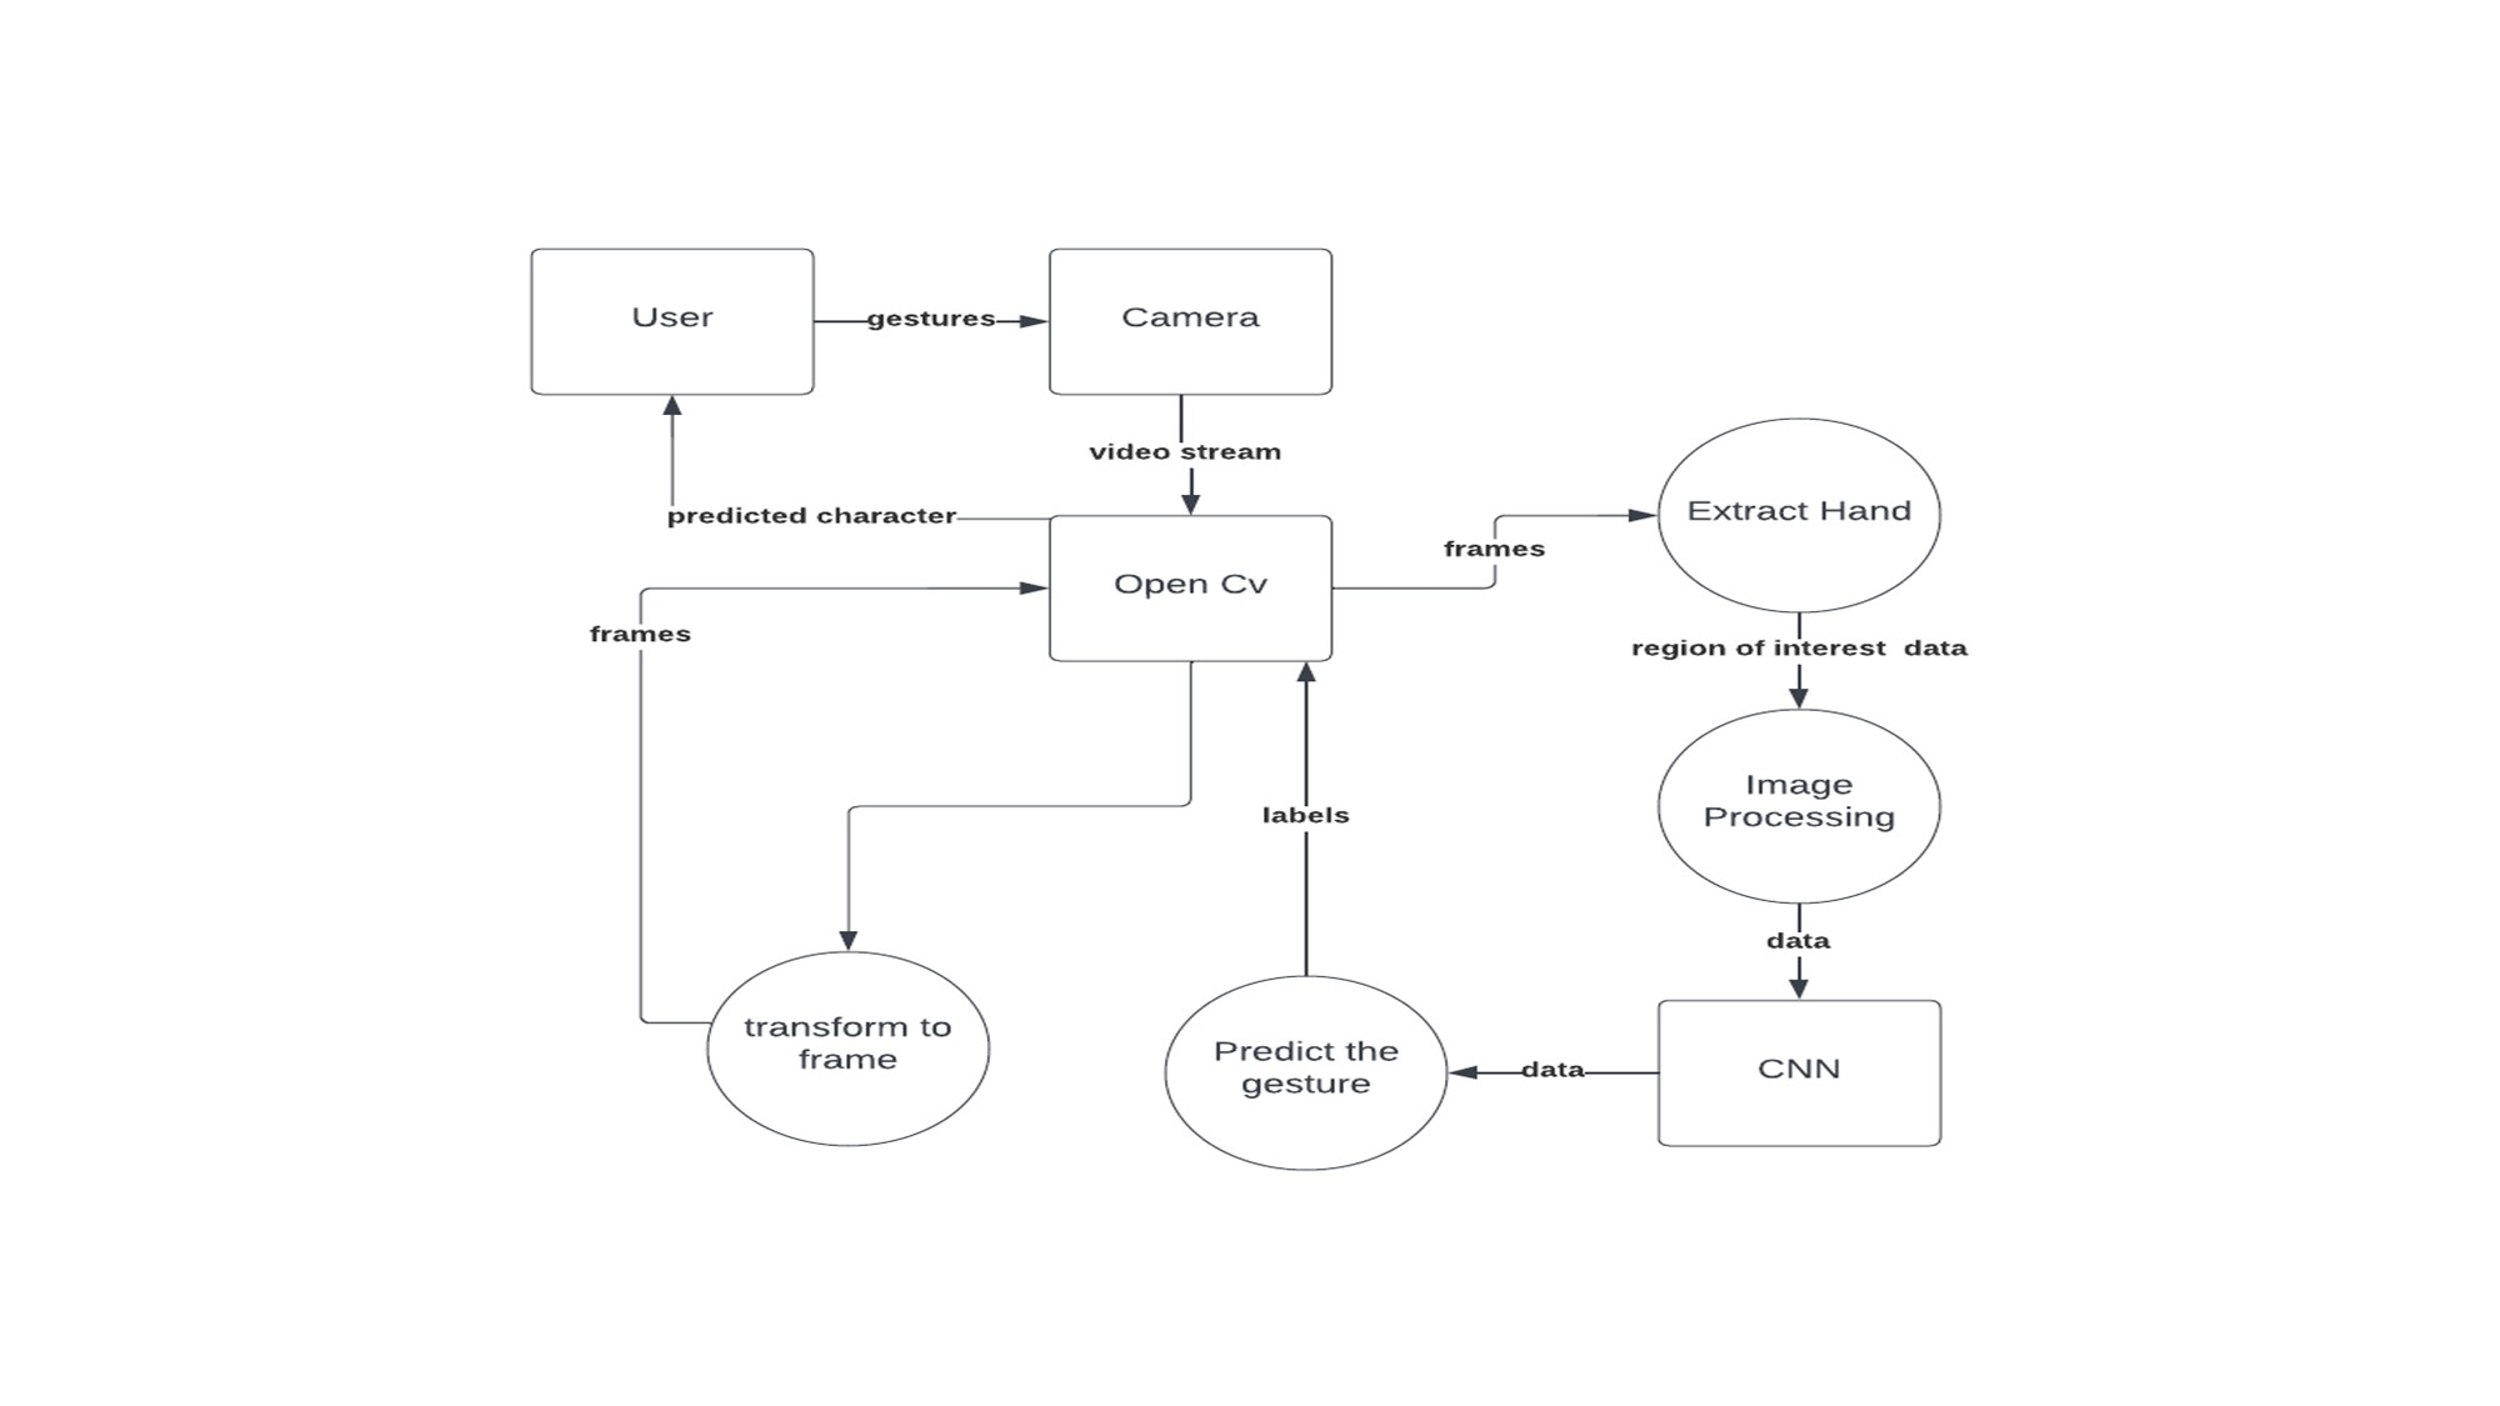 User
gestures
Camera
video stream
predicted character
Open Cv
frames
Extract Hand
frames
region of interest  data
Image
Processing
labels
data
transform to
frame
Predict the
gesture
data
CNN